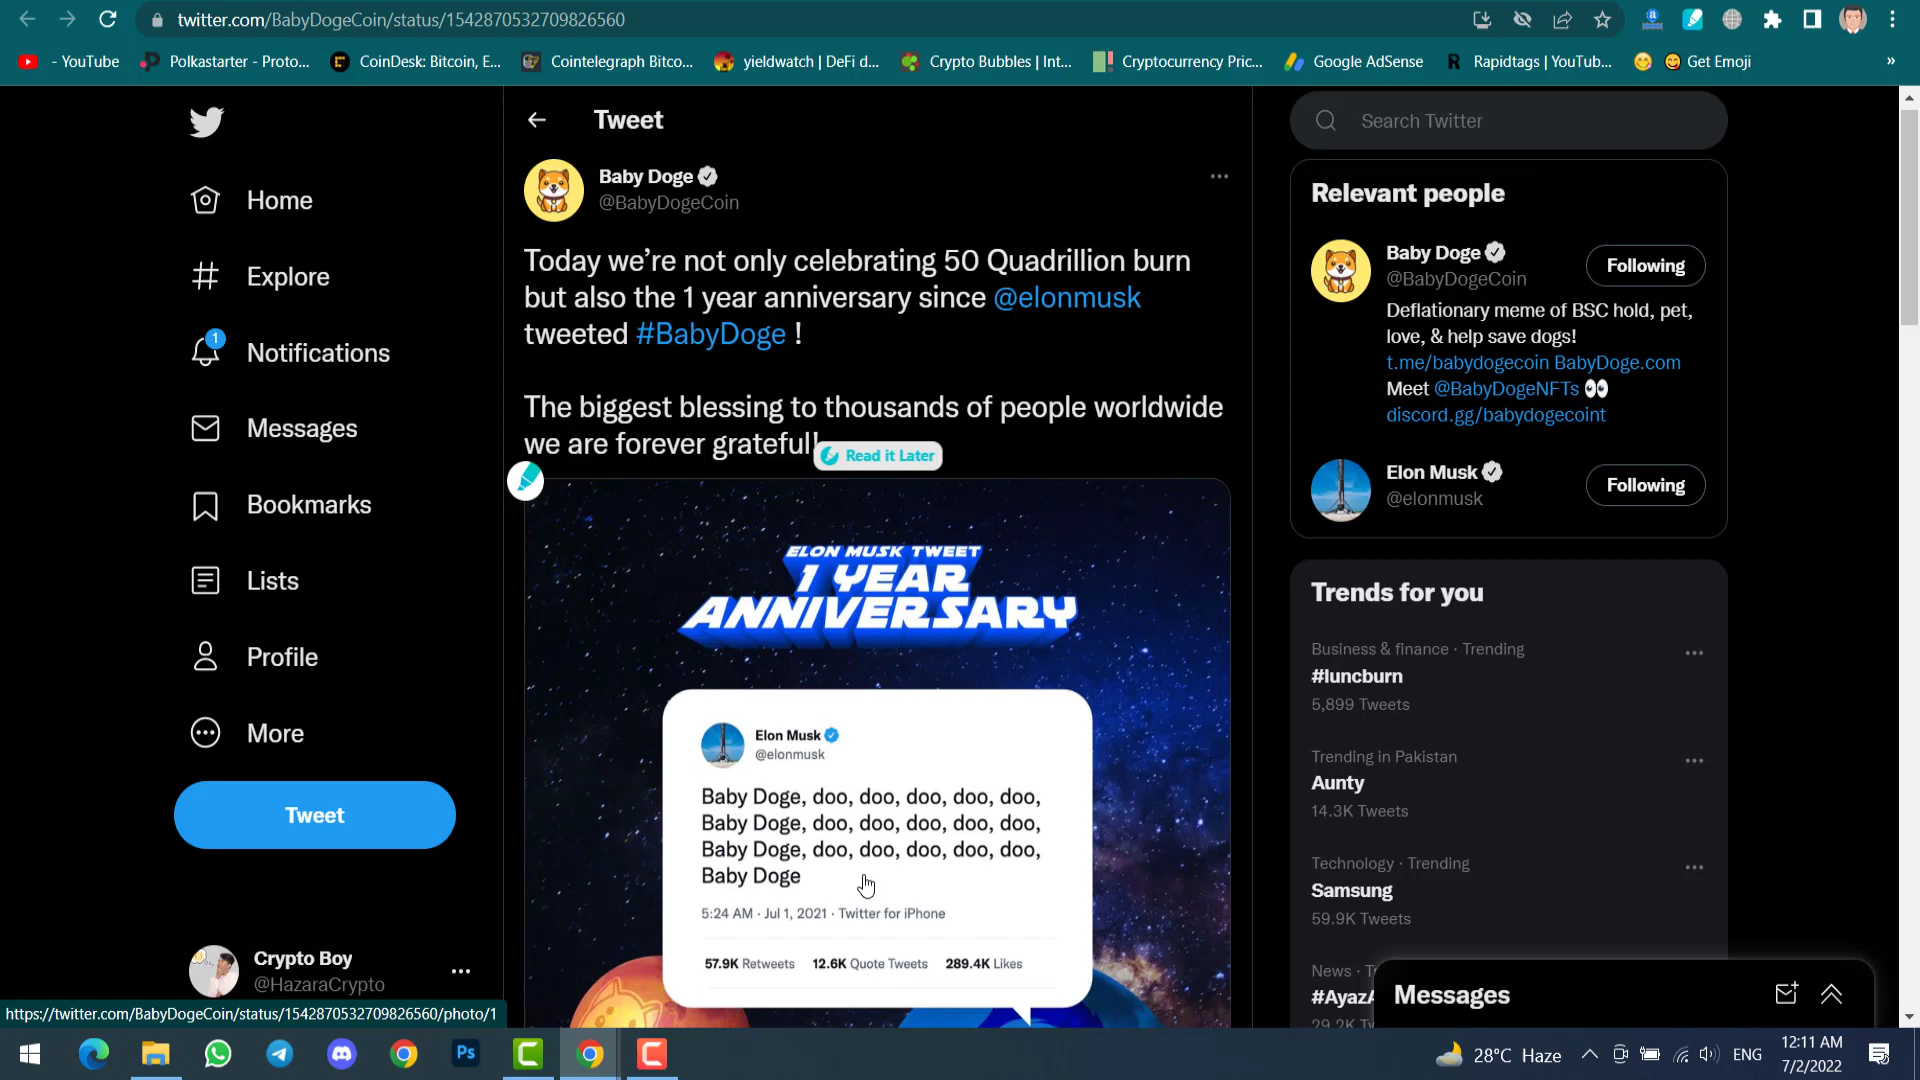 twitter.com/BabyDogeCoin/status/1542870532709826560
- YouTube
Polkastarter - Proto...
CoinDesk: Bitcoin, E...
Cointelegraph Bitco...
yieldwatch | DeFi d...
Crypto Bubbles | Int...
Cryptocurrency Pric...
Google AdSense
Rapidtags | YouTub...
Get Emoji
»
Home
Explore
1
Notifications
Messages
Bookmarks
Lists
Profile
More
Tweet
Crypto Boy
@HazaraCrypto
https://twitter.com/BabyDogeCoin/status/1542870532709826560/photo/1
Tweet
Baby Doge
@BabyDogeCoin
Today we're not only celebrating 50 Quadrillion burn
but also the 1 year anniversary since @elonmusk
tweeted #BabyDoge !
The biggest blessing to thousands of people worldwide
we are forever grateful!
Read it Later
ELON MUSK TWEET
1 YEAR
ANNIVERSARY
Elon Musk
@elonmusk
Baby Doge, doo, doo, doo, doo, doo,
Baby Doge, doo, doo, doo, doo, doo,
Baby Doge, doo, doo, doo, doo, doo,
Baby Doge
5:24 AM · Jul 1, 2021 · Twitter for iPhone
57.9K Retweets 12.6K Quote Tweets 289.4K Likes
Search Twitter
Relevant people
Baby Doge
@BabyDogeCoin
Following
Deflationary meme of BSC hold, pet,
love, & help save dogs!
t.me/babydogecoin BabyDoge.com
Meet @BabyDogeNFTs 👀
discord.gg/babydogecoint
Elon Musk
@elonmusk
Following
Trends for you
Business & finance · Trending
#luncburn
5,899 Tweets
Trending in Pakistan
Aunty
14.3K Tweets
Technology · Trending
Samsung
59.9K Tweets
News ·
Messages
Ps
28°C Haze
ENG
12:11 AM
7/2/2022